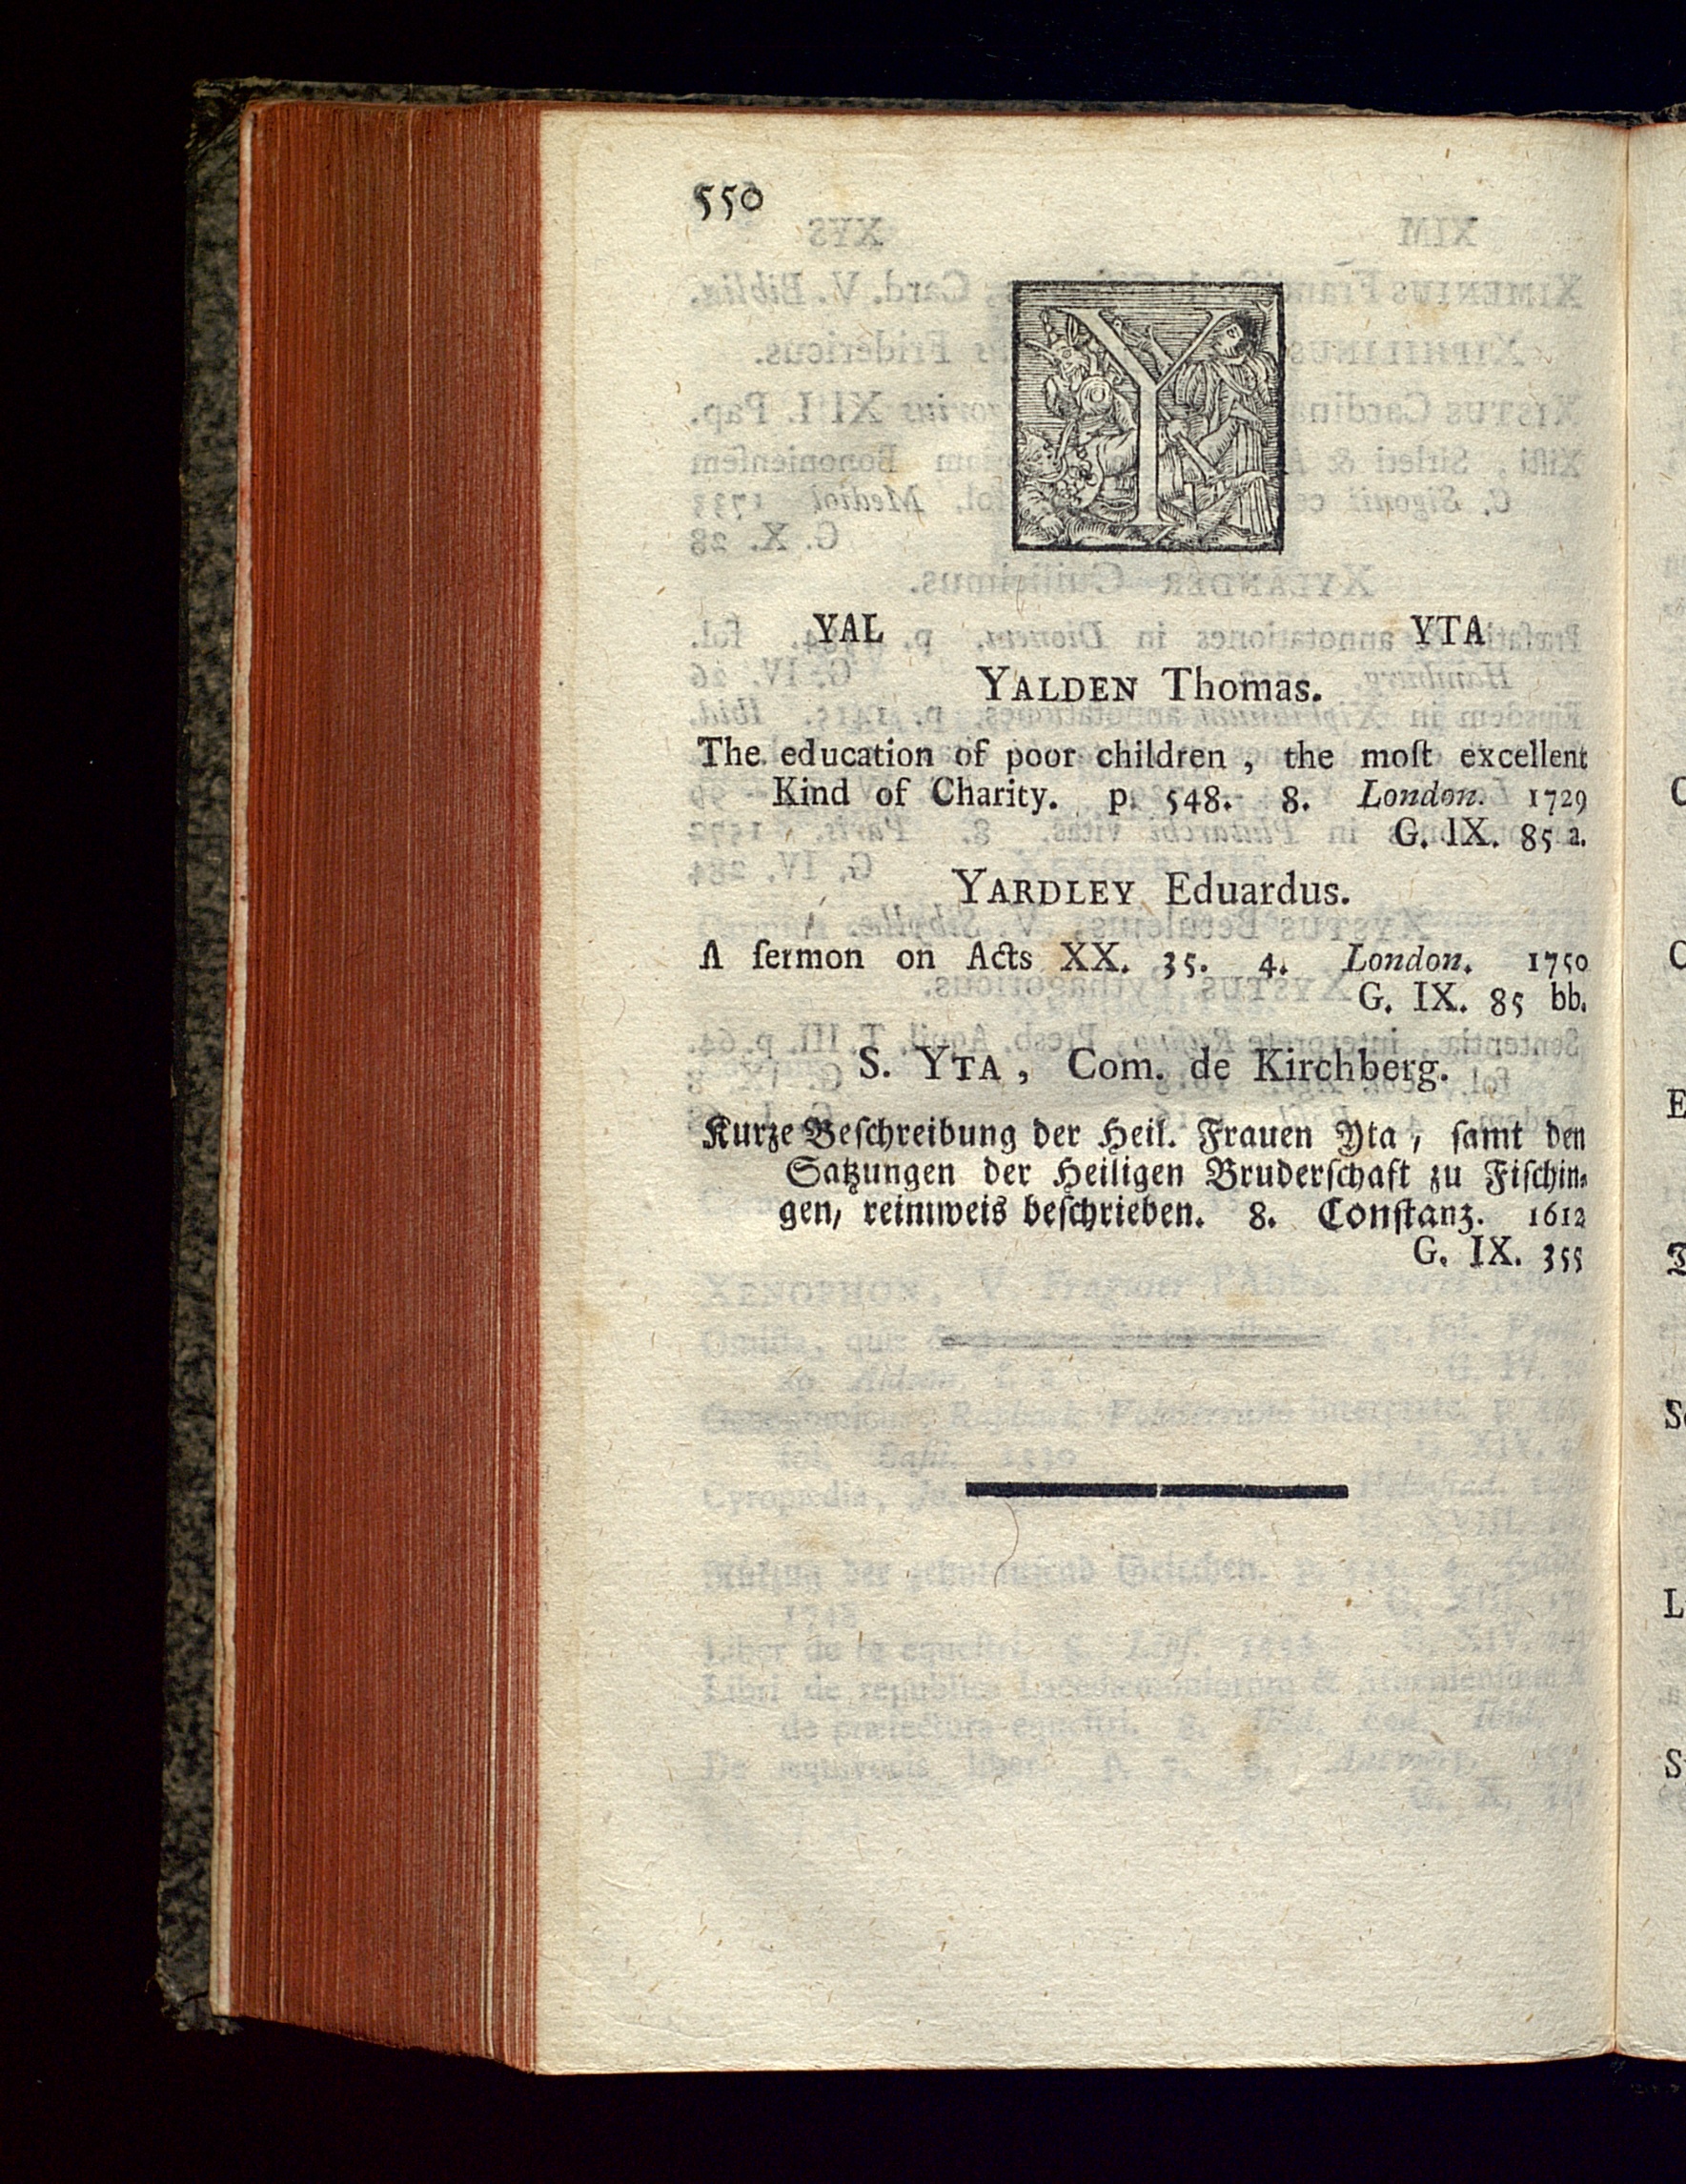 550
Y
YAL YTA
YALDEN Thomas.
The education of poor children , the moſt excellent
Kind of Charity. p. 548. 8. London. 1729
G. IX. 85 a.
YARDLEY Eduardus.
A ſermon on Acts XX. 35. 4. London. 1750
G. IX. 85 bb.
S. YTA , Com. de Kirchberg.
Kurze Beſchreibung der Heil. Frauen Yta , ſamt den
Satzungen der Heiligen Bruderſchaft zu Fiſchin⸗
gen, reimweis beſchrieben. 8. Conſtanz. 1612
G. IX. 355